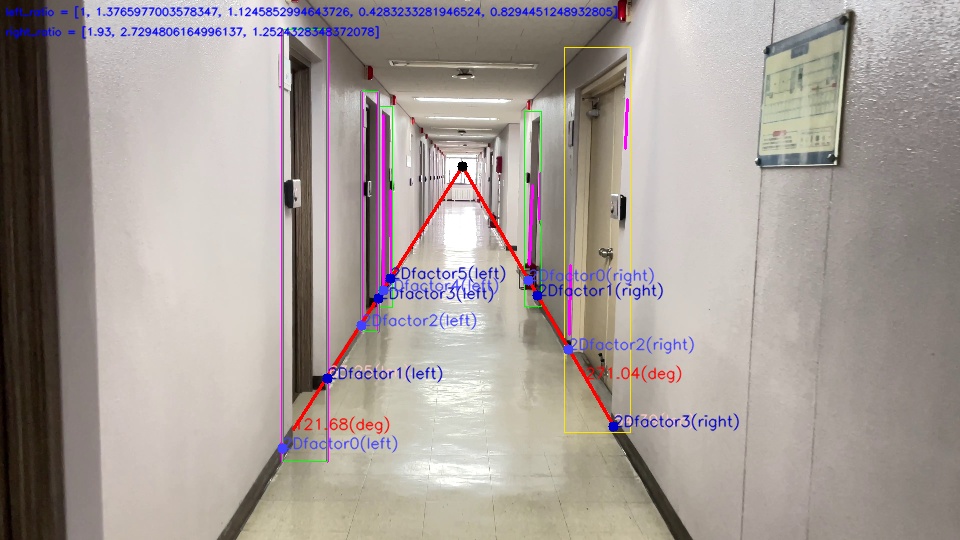 left_ratio = [1, 1.3765977003578347, 1.1245852994643726, 0.4283233281946524, 0.8294451248932805]
right_ratio = [1.93, 2.7294806164996137, 1.2524328348372078]
2Dfactor5(left)
2Dfactor0(right)
2Dfactor4(left)
2Dfactor3(left)
2Dfactor1(right)
2Dfactor2(left)
2Dfactor2(right)
2Dfactor1(left)
271.04(deg)
2Dfactor3(right)
121.68(deg)
2Dfactor0(left)